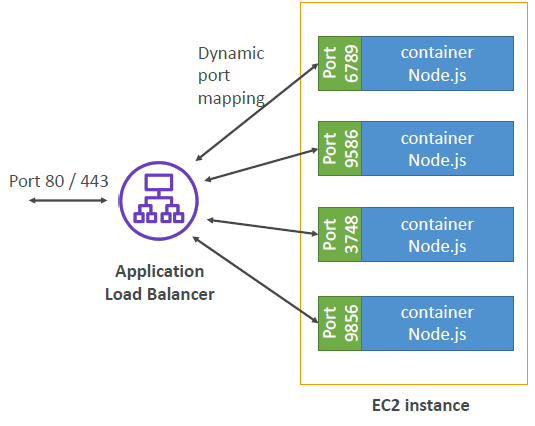 Dynamic
port
mapping
Port 80 / 443
Application
Load Balancer
Port
6789
container
Node.js
Port
9586
container
Node.js
Port
3748
container
Node.js
Port
9856
container
Node.js
EC2 instance